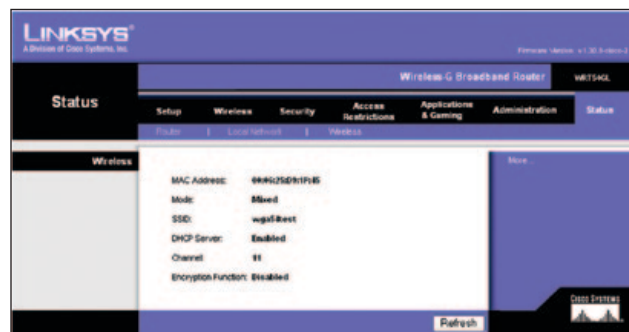 LINKSYS®
A Division of Cisco Systems, Inc.
Firmware Version:
Wireless-G Broadband Router WRT54GL
Status
Setup Wireless Security Access Restrictions Applications & Gaming Administration Status
Router | Local Network | Wireless
Wireless
More...
MAC Address:
Mode: Mixed
SSID:
DHCP Server: Enabled
Channel: 11
Encryption Function: Disabled
Refresh
CISCO SYSTEMS